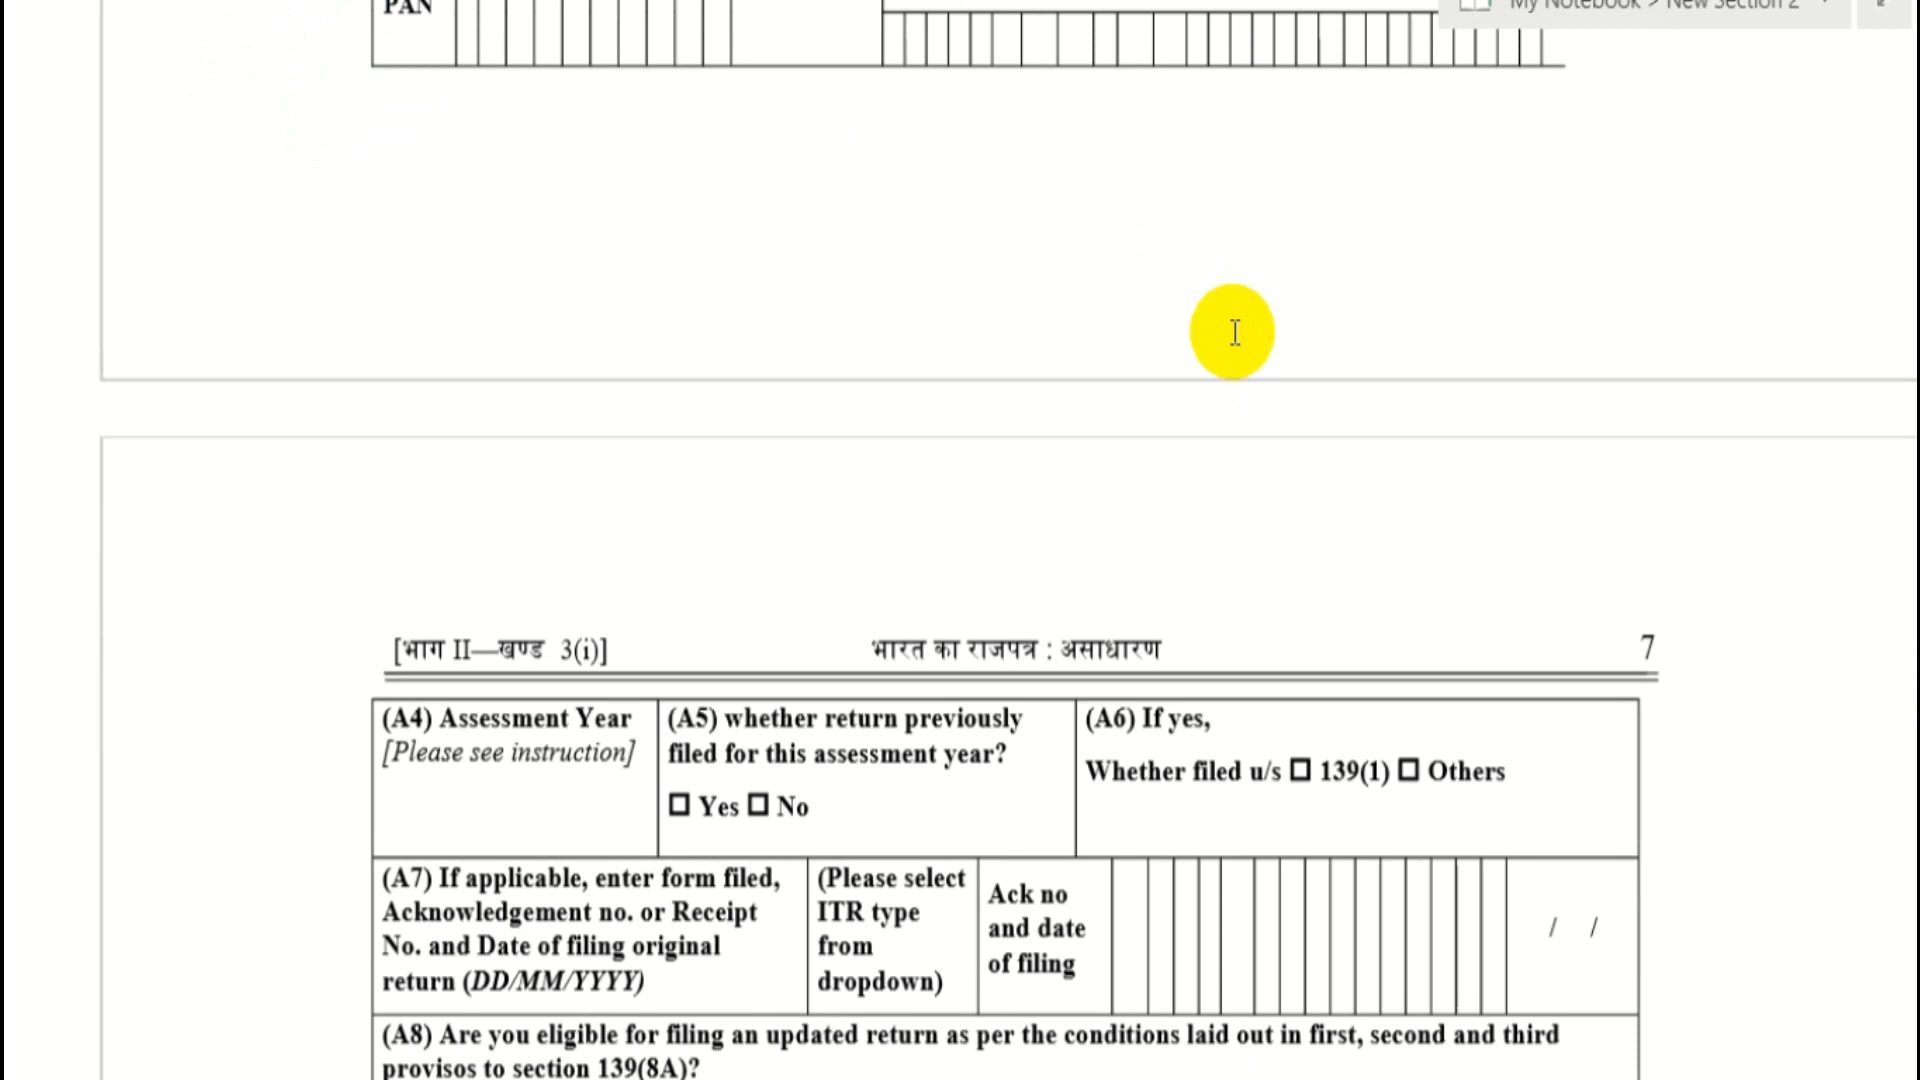 PAN
My Notebook > New Section 2
[भाग II—खण्ड 3(i)] भारत का राजपत्र : असाधारण 7
(A4) Assessment Year
[Please see instruction]
(A5) whether return previously
filed for this assessment year?
☐ Yes ☐ No
(A6) If yes,
Whether filed u/s ☐ 139(1) ☐ Others
(A7) If applicable, enter form filed,
Acknowledgement no. or Receipt
No. and Date of filing original
return (DD/MM/YYYY)
(Please select
ITR type
from
dropdown)
Ack no
and date
of filing
/ /
(A8) Are you eligible for filing an updated return as per the conditions laid out in first, second and third
provisos to section 139(8A)?